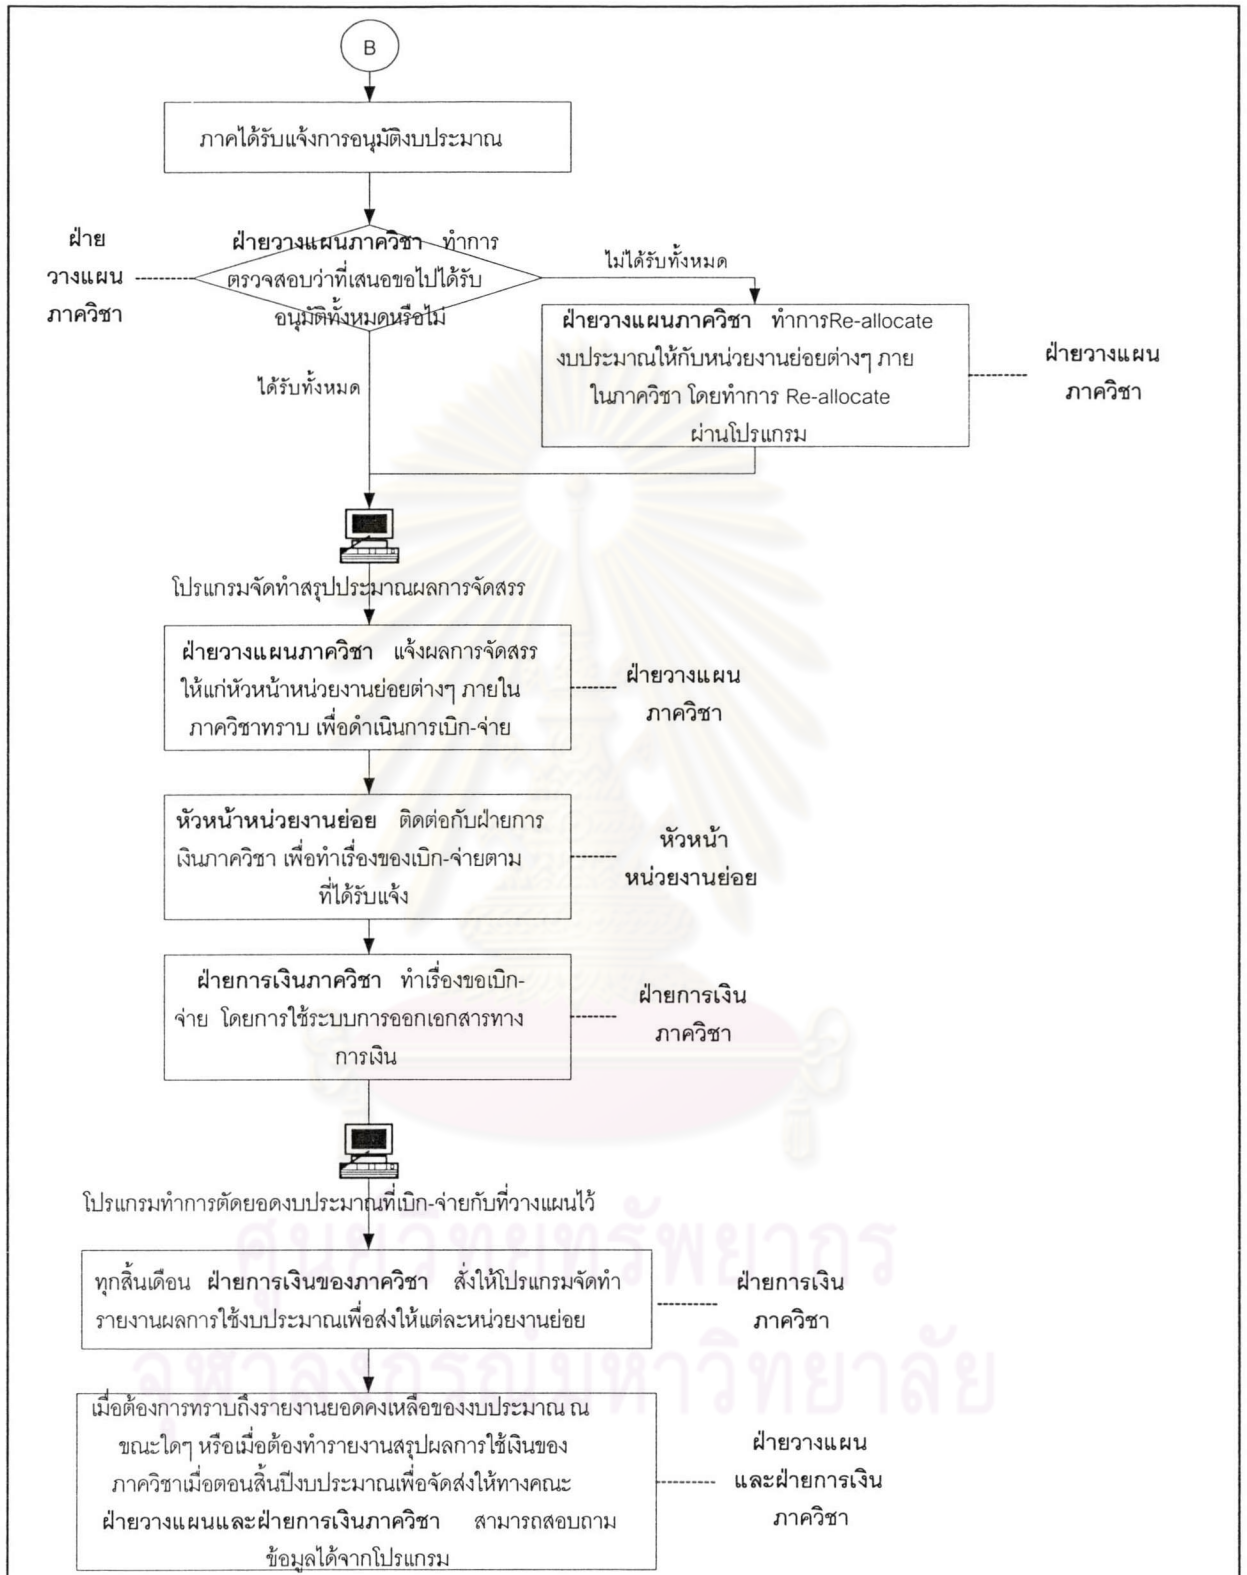 B
ภาคได้รับแจ้งการอนุมัติงบประมาณ
ฝ่าย
วางแผน
ภาควิชา
ฝ่ายวางแผนภาควิชา ทำการ
ตรวจสอบว่าที่เสนอขอไปได้รับ
อนุมัติทั้งหมดหรือไม่
ไม่ได้รับทั้งหมด
ได้รับทั้งหมด
ฝ่ายวางแผนภาควิชา ทำการRe-allocate
งบประมาณให้กับหน่วยงานย่อยต่างๆ ภาย
ในภาควิชา โดยทำการ Re-allocate
ผ่านโปรแกรม
ฝ่ายวางแผน
ภาควิชา
โปรแกรมจัดทำสรุปประมาณผลการจัดสรร
ฝ่ายวางแผนภาควิชา แจ้งผลการจัดสรร
ให้แก่หัวหน้าหน่วยงานย่อยต่างๆ ภายใน
ภาควิชาทราบ เพื่อดำเนินการเบิก-จ่าย
ฝ่ายวางแผน
ภาควิชา
หัวหน้าหน่วยงานย่อย ติดต่อกับฝ่ายการ
เงินภาควิชา เพื่อทำเรื่องของเบิก-จ่ายตาม
ที่ได้รับแจ้ง
หัวหน้า
หน่วยงานย่อย
ฝ่ายการเงินภาควิชา ทำเรื่องขอเบิก-
จ่าย โดยการใช้ระบบการออกเอกสารทาง
การเงิน
ฝ่ายการเงิน
ภาควิชา
โปรแกรมทำการตัดยอดงบประมาณที่เบิก-จ่ายกับที่วางแผนไว้
ศูนย์วิทยทรัพยากร
ทุกสิ้นเดือน ฝ่ายการเงินของภาควิชา สั่งให้โปรแกรมจัดทำ
รายงานผลการใช้งบประมาณเพื่อส่งให้แต่ละหน่วยงานย่อย
ฝ่ายการเงิน
ภาควิชา
จุฬาลงกรณ์มหาวิทยาลัย
เมื่อต้องการทราบถึงรายงานยอดคงเหลือของงบประมาณ ณ
ขณะใดๆ หรือเมื่อต้องทำรายงานสรุปผลการใช้เงินของ
ภาควิชาเมื่อตอนสิ้นปีงบประมาณเพื่อจัดส่งให้ทางคณะ
ฝ่ายวางแผนและฝ่ายการเงินภาควิชา สามารถสอบถาม
ข้อมูลได้จากโปรแกรม
ฝ่ายวางแผน
และฝ่ายการเงิน
ภาควิชา